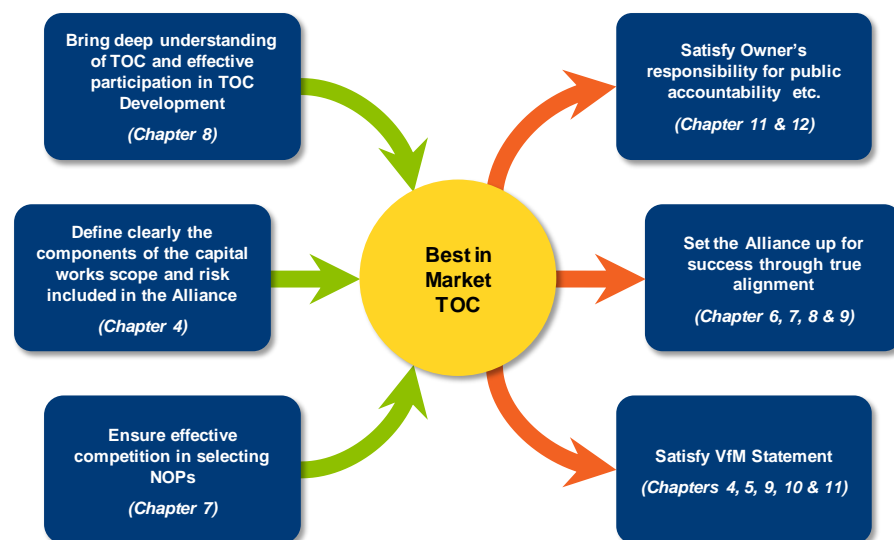 Bring deep understanding
of TOC and effective
participation in TOC
Development
(Chapter 8)
Define clearly the
components of the capital
works scope and risk
included in the Alliance
(Chapter 4)
Ensure effective
competition in selecting
NOPs
(Chapter 7)
Best in
Market
TOC
Satisfy Owner's
responsibility for public
accountability etc.
(Chapter 11 & 12)
Set the Alliance up for
success through true
alignment
(Chapter 6, 7, 8 & 9)
Satisfy VfM Statement
(Chapters 4, 5, 9, 10 & 11)